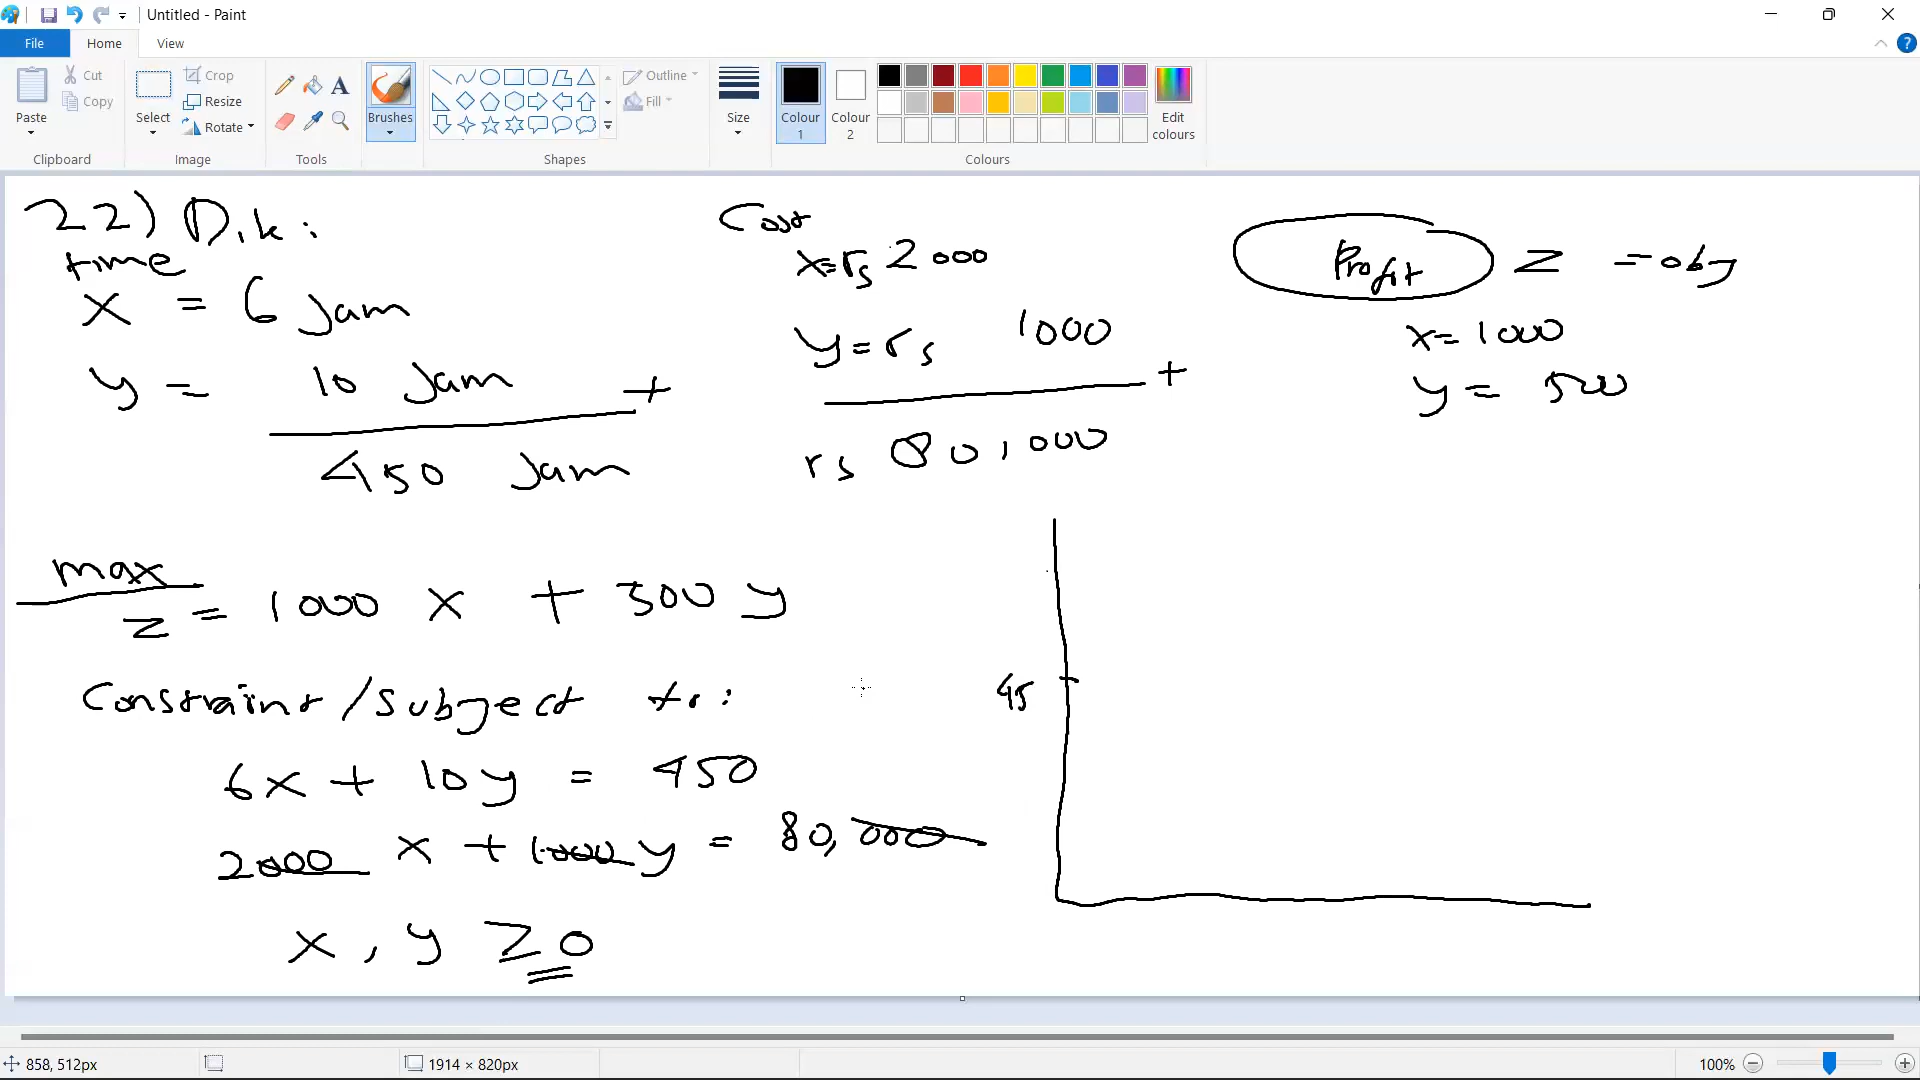 Untitled - Paint
File Home View
Paste
Cut
Copy
Clipboard
Select
Crop
Resize
Rotate
Image
Tools
Brushes
Shapes
Outline
Fill
Size
Colour 1
Colour 2
Edit colours
Colours
22) Dik:
time
x = 6 Jam
y = 10 Jam +
450 Jam
Cost
x=rs 2000
y=rs 1000 +
rs 80,000
Profit Z = obj
x= 1000
y = 500
max
z = 1000 x + 500 y
Constraint/Subject to:
6x + 10y = 450
2000 x + 1000 y = 80,000
x, y ≥0
45
858, 512px
1914 × 820px
100%